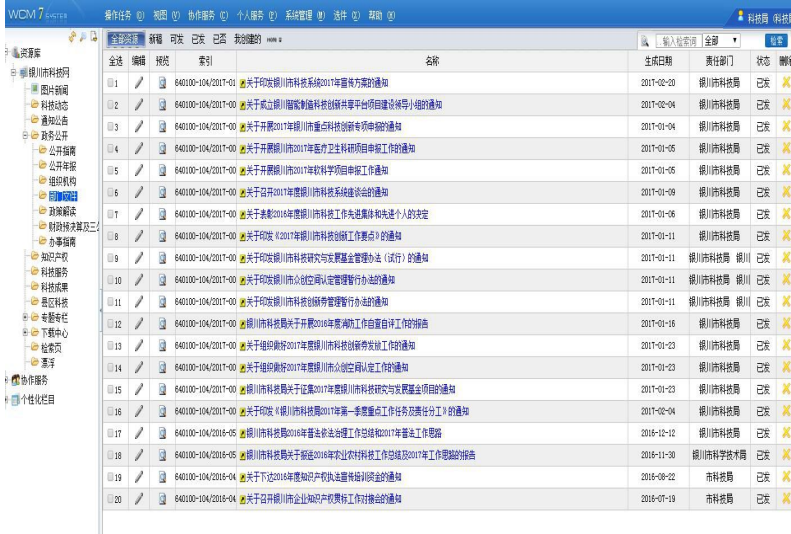 WCM 7 SYSTEM 操作任务 (O) 视图 (V) 协作服务 (C) 个人服务 (P) 系统管理 (M) 选件 (O) 帮助 (H) 科技局 (科技局
全部资源 新稿 可发 已发 已否 我创建的 MORE 输入检索词 全部 检索
资源库
银川市科技网
图片新闻
科技动态
通知公告
政务公开
公开指南
公开年报
组织机构
部门文件
政策解读
财政预决算及三公
办事指南
知识产权
科技服务
科技成果
县区科技
专题专栏
下载中心
检索页
漂浮
协作服务
个性化栏目
全选 编辑 预览 索引 名称 生成日期 责任部门 状态 删除
1 640100-104/2017-01 关于印发银川市科技系统2017年宣传方案的通知 2017-02-20 银川市科技局 已发
2 640100-104/2017-00 关于成立银川智能制造科技创新共享平台项目建设领导小组的通知 2017-02-04 银川市科技局 已发
3 640100-104/2017-00 关于开展2017年银川市重点科技创新专项申报的通知 2017-01-04 银川市科技局 已发
4 640100-104/2017-00 关于开展银川市2017年医疗卫生科研项目申报工作的通知 2017-01-05 银川市科技局 已发
5 640100-104/2017-00 关于开展银川市2017年软科学项目申报工作通知 2017-01-05 银川市科技局 已发
6 640100-104/2017-00 关于召开2017年度银川市科技系统座谈会的通知 2017-01-09 银川市科技局 已发
7 640100-104/2017-00 关于表彰2016年度银川市科技工作先进集体和先进个人的决定 2017-01-06 银川市科技局 已发
8 640100-104/2017-00 关于印发《2017年银川市科技创新工作要点》的通知 2017-01-11 银川市科技局 已发
9 640100-104/2017-00 关于印发银川市科技研究与发展基金管理办法（试行）的通知 2017-01-11 银川市科技局 银川 已发
10 640100-104/2017-00 关于印发银川市众创空间认定管理暂行办法的通知 2017-01-11 银川市科技局 银川 已发
11 640100-104/2017-00 关于印发银川市科技创新券管理暂行办法的通知 2017-01-11 银川市科技局 银川 已发
12 640100-104/2017-00 银川市科技局关于开展2016年度消防工作自查自评工作的报告 2017-01-16 银川市科技局 已发
13 640100-104/2017-00 关于组织做好2017年度银川市科技创新券发放工作的通知 2017-01-23 银川市科技局 已发
14 640100-104/2017-00 关于组织做好2017年度银川市众创空间认定工作的通知 2017-01-23 银川市科技局 已发
15 640100-104/2017-00 银川市科技局关于征集2017年度银川市科技研究与发展基金项目的通知 2017-01-23 银川市科技局 已发
16 640100-104/2017-00 关于印发《银川市科技局2017年第一季度重点工作任务及责任分工》的通知 2017-02-04 银川市科技局 已发
17 640100-104/2016-05 银川市科技局2016年普法依法治理工作总结和2017年普法工作思路 2016-12-12 银川市科技局 已发
18 640100-104/2016-05 银川市科技局关于报送2016年农业农村科技工作总结及2017年工作思路的报告 2016-11-30 银川市科学技术局 已发
19 640100-104/2016-04 关于下达2016年度知识产权执法宣传培训资金的通知 2016-08-22 市科技局 已发
20 640100-104/2016-04 关于召开银川市企业知识产权贯标工作对接会的通知 2016-07-19 市科技局 已发